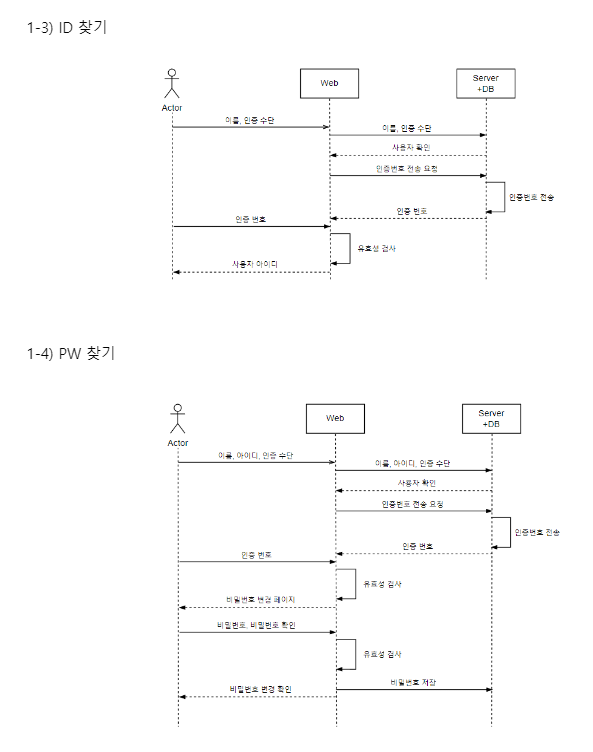 1-3) ID 찾기
Actor
Web
Server
+DB
이름, 인증 수단
이름, 인증 수단
사용자 확인
인증번호 전송 요청
인증번호 전송
인증 번호
인증 번호
유효성 검사
사용자 아이디
1-4) PW 찾기
Actor
Web
Server
+DB
이름, 아이디, 인증 수단
이름, 아이디, 인증 수단
사용자 확인
인증번호 전송 요청
인증번호 전송
인증 번호
인증 번호
유효성 검사
비밀번호 변경 페이지
비밀번호, 비밀번호 확인
유효성 검사
비밀번호 저장
비밀번호 변경 확인